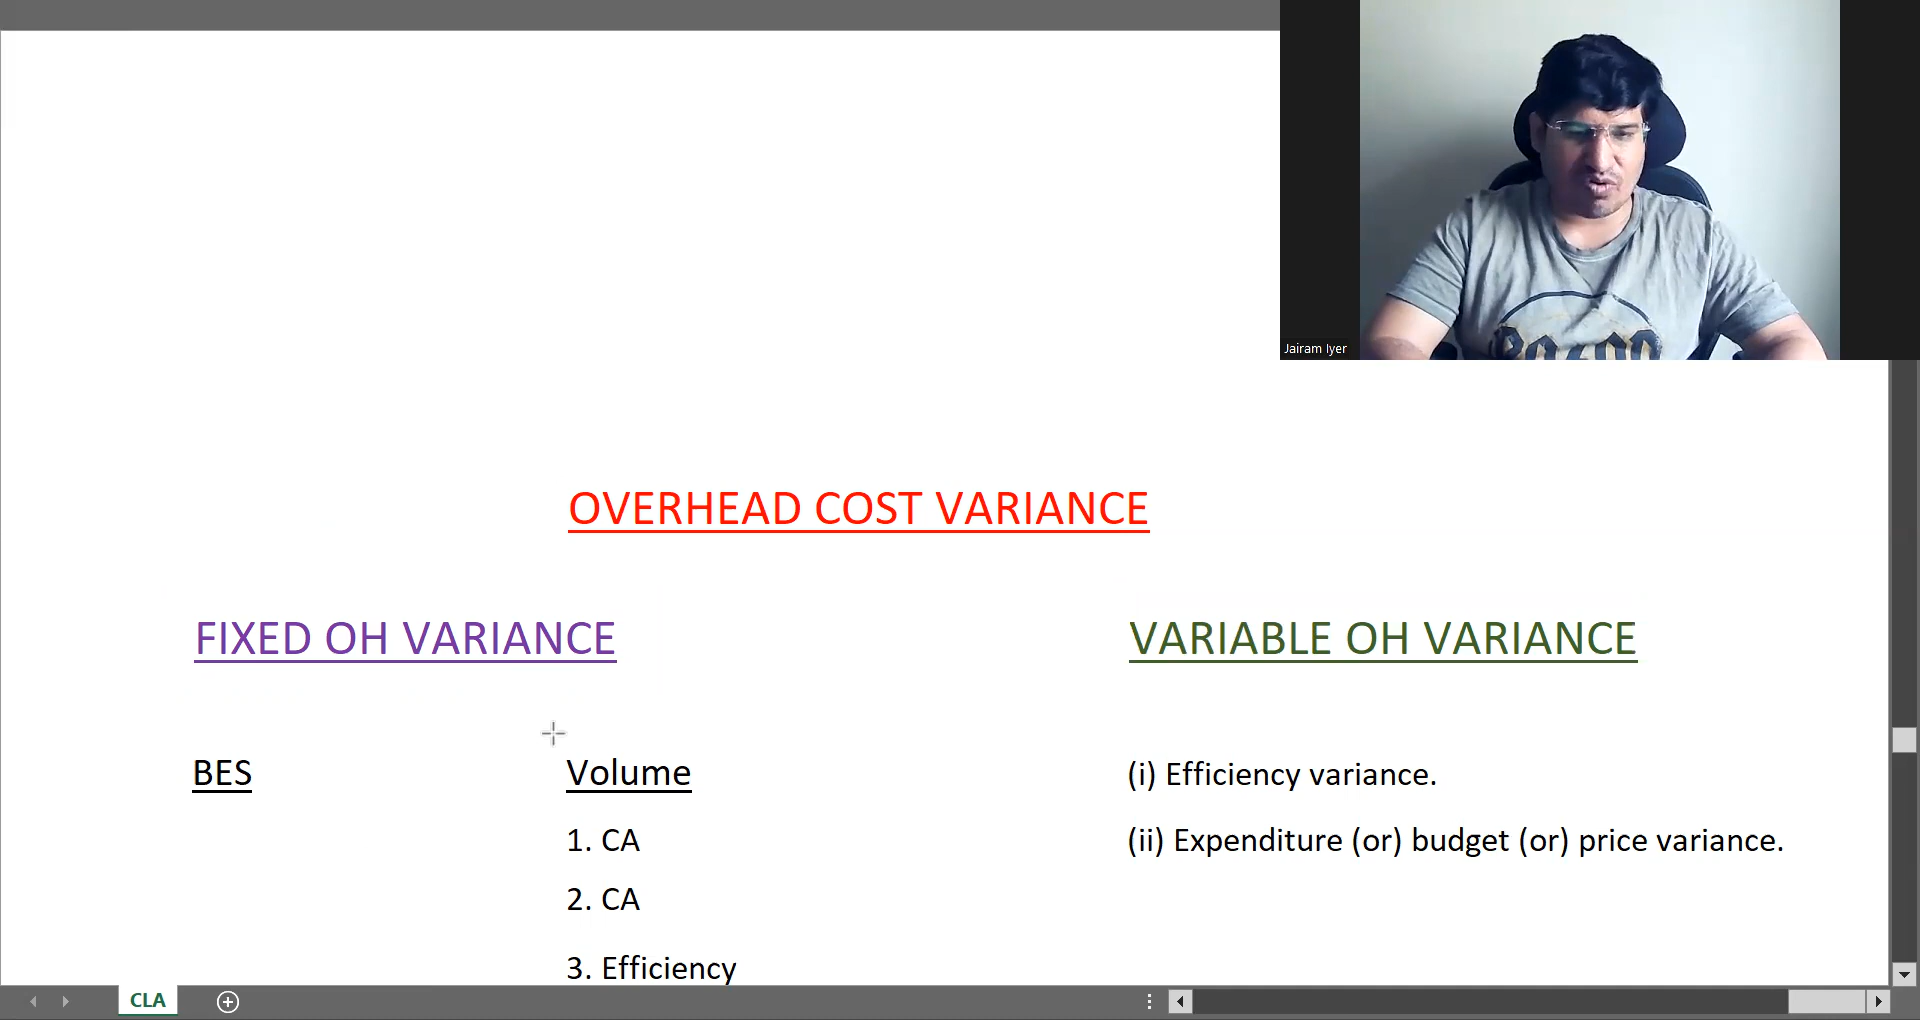 Jairam Iyer
OVERHEAD COST VARIANCE
FIXED OH VARIANCE
VARIABLE OH VARIANCE
BES
Volume
1. CA
2. CA
3. Efficiency
(i) Efficiency variance.
(ii) Expenditure (or) budget (or) price variance.
CLA